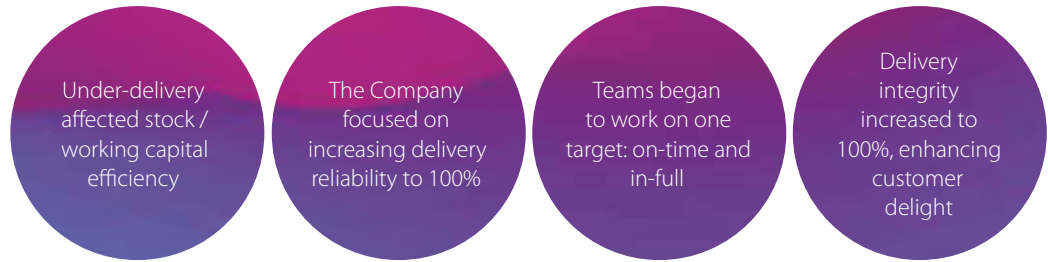 Under-delivery
affected stock /
working capital
efficiency
The Company
focused on
increasing delivery
reliability to 100%
Teams began
to work on one
target: on-time and
in-full
Delivery
integrity
increased to
100%, enhancing
customer
delight